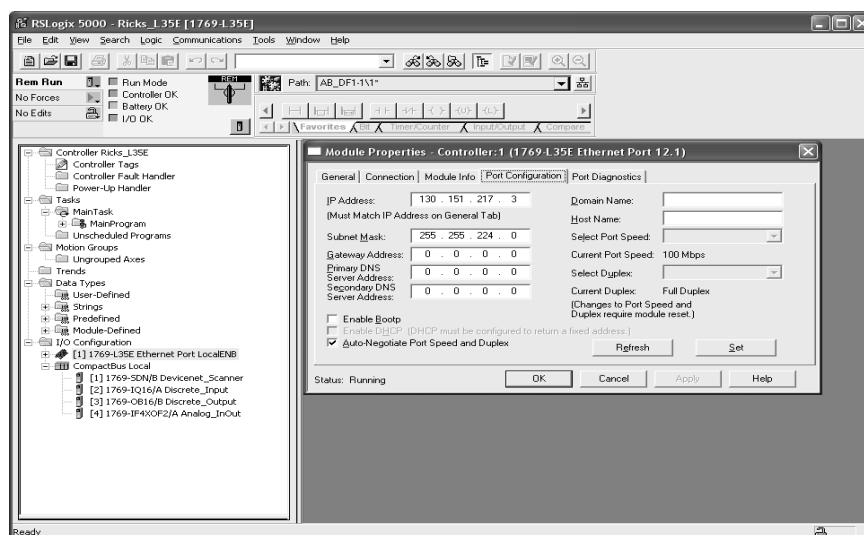 RSLogix 5000 - Ricks_L35E [1769-L35E]
File Edit View Search Logic Communications Tools Window Help
Rem Run
No Forces
No Edits
Run Mode
Controller OK
Battery OK
I/O OK
REM
Path: AB_DF1-1\1*
Favorites Bit Timer/Counter Input/Output Compare
Controller Ricks_L35E
Controller Tags
Controller Fault Handler
Power-Up Handler
Tasks
MainTask
MainProgram
Unscheduled Programs
Motion Groups
Ungrouped Axes
Trends
Data Types
User-Defined
Strings
Predefined
Module-Defined
I/O Configuration
[1] 1769-L35E Ethernet Port LocalENB
CompactBus Local
[1] 1769-SDN/B Devicenet_Scanner
[2] 1769-IQ16/A Discrete_Input
[3] 1769-OB16/B Discrete_Output
[4] 1769-IF4XOF2/A Analog_InOut
Module Properties - Controller:1 (1769-L35E Ethernet Port 12.1)
General Connection Module Info Port Configuration Port Diagnostics
IP Address: 130 . 151 . 217 . 3
(Must Match IP Address on General Tab)
Subnet Mask: 255 . 255 . 224 . 0
Gateway Address: 0 . 0 . 0 . 0
Primary DNS
Server Address: 0 . 0 . 0 . 0
Secondary DNS
Server Address: 0 . 0 . 0 . 0
Domain Name:
Host Name:
Select Port Speed:
Current Port Speed: 100 Mbps
Select Duplex:
Current Duplex: Full Duplex
(Changes to Port Speed and
Duplex require module reset.)
Enable Bootp
Enable DHCP (DHCP must be configured to return a fixed address.)
Auto-Negotiate Port Speed and Duplex
Refresh Set
Status: Running
OK Cancel Apply Help
Ready